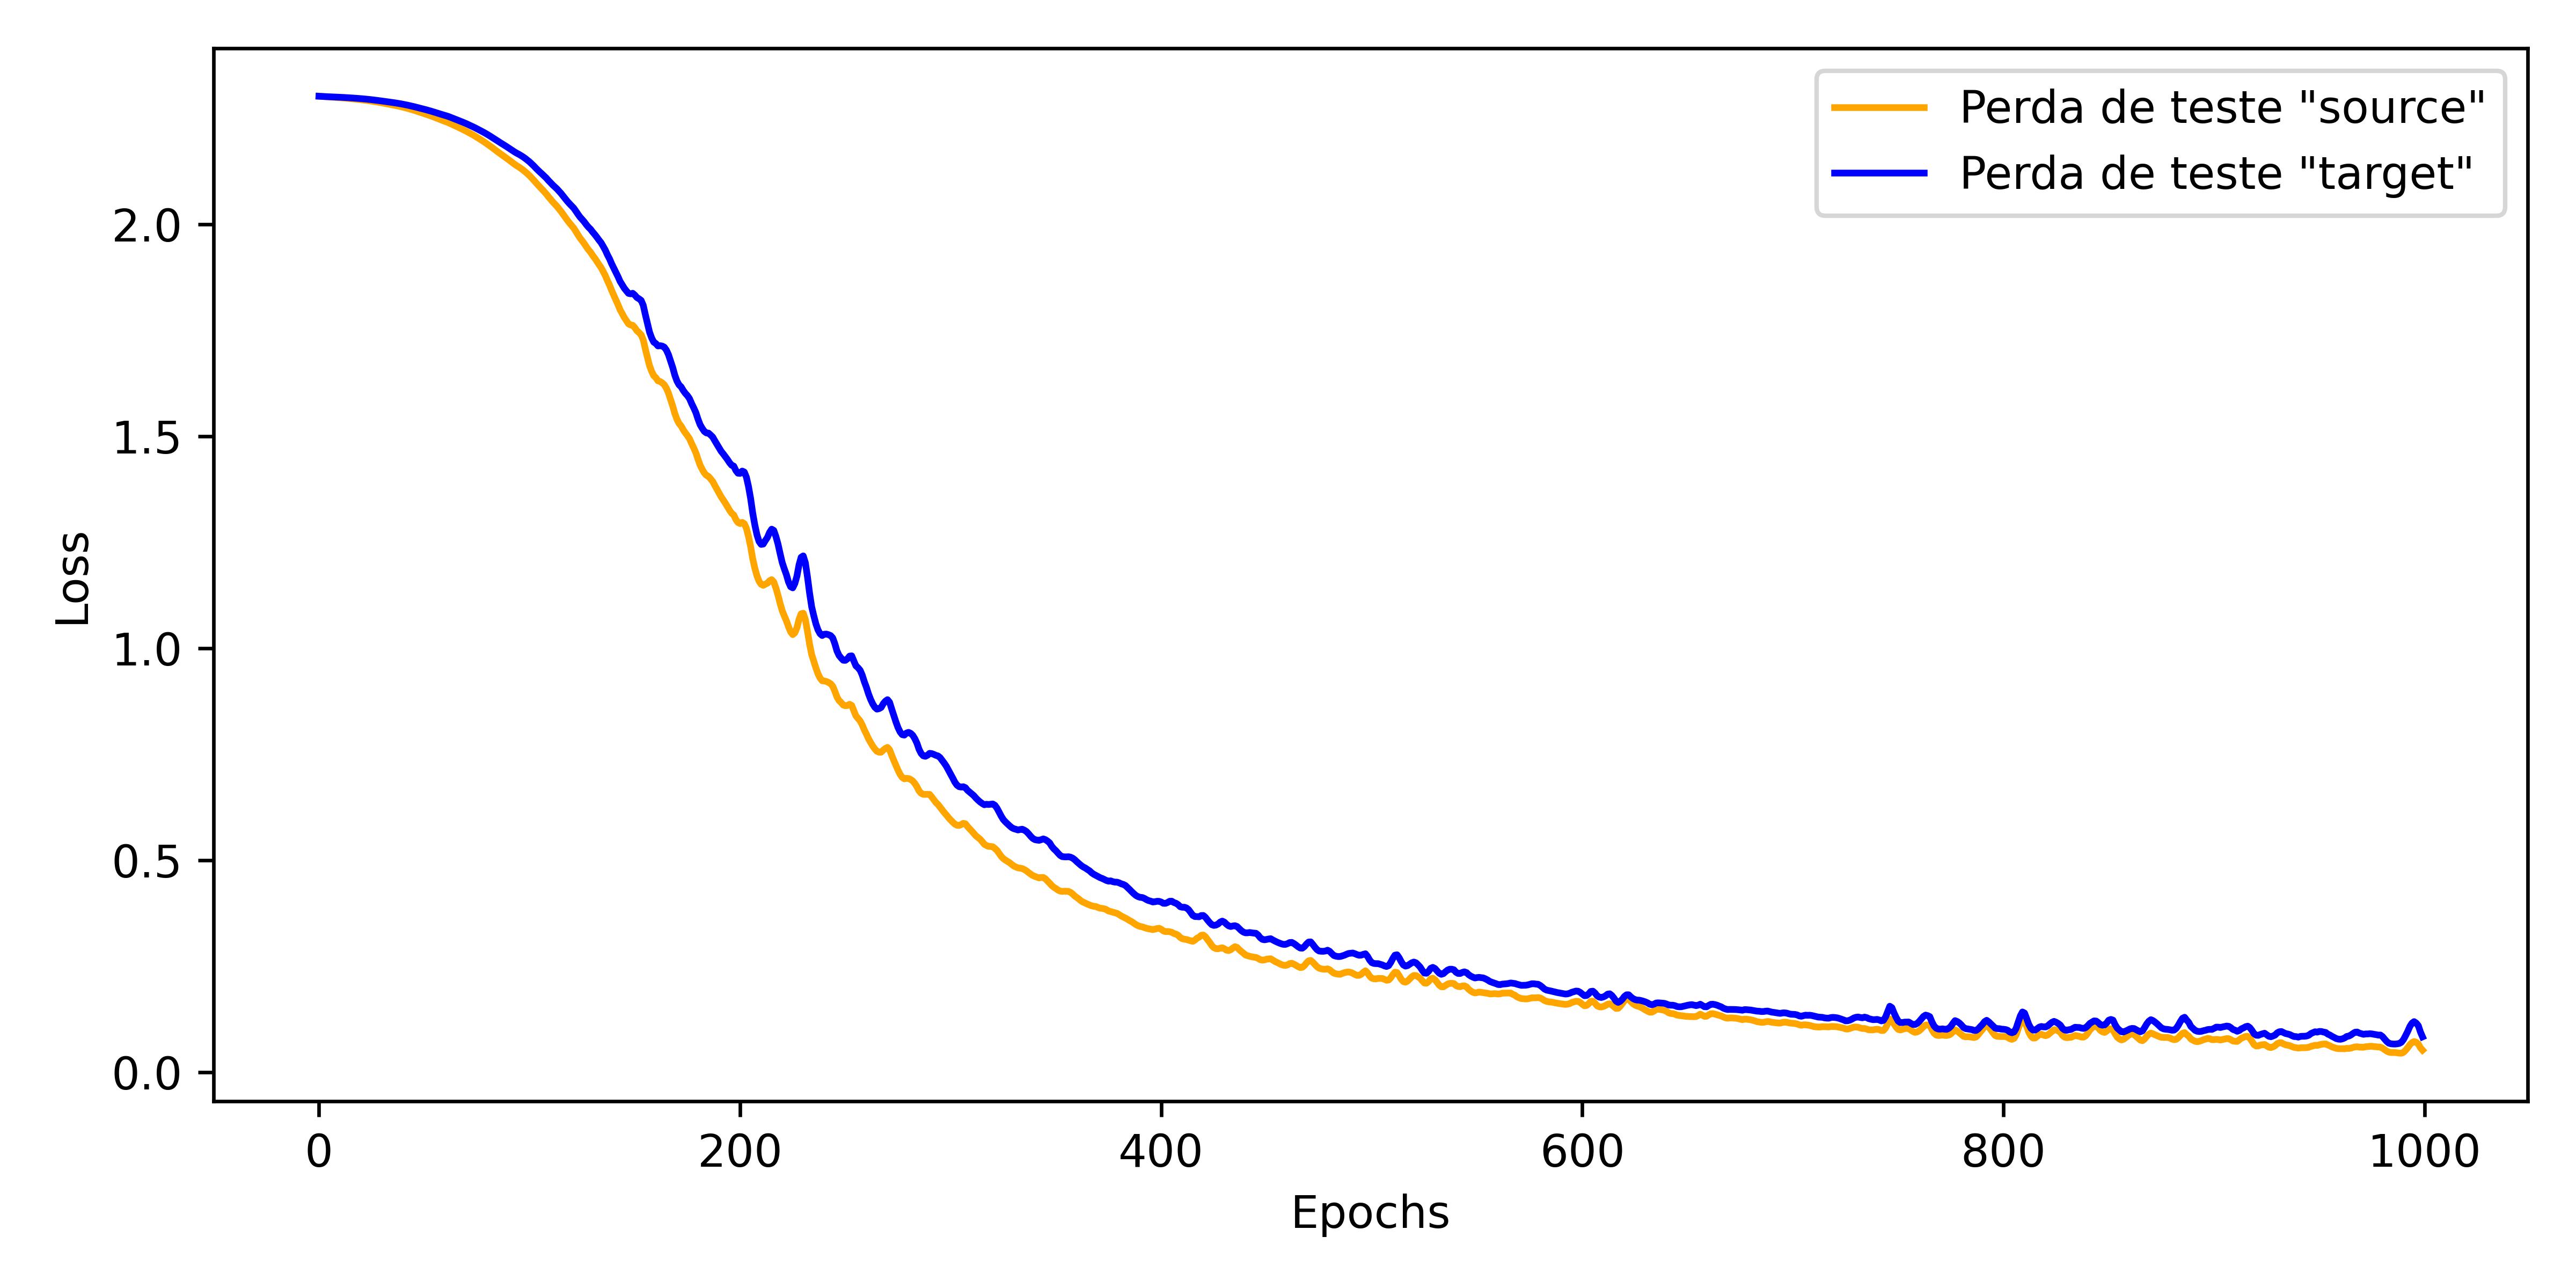 Perda de teste "source"
Perda de teste "target"
2.0
1.5
1.0
0.5
0.0
Loss
0 200 400 600 800 1000
Epochs